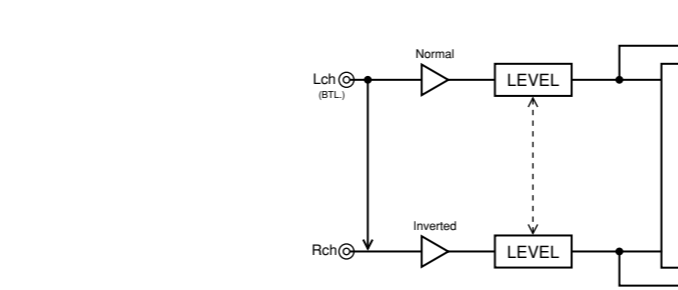 Normal
Lch
(BTL.)
LEVEL
Inverted
Rch
LEVEL